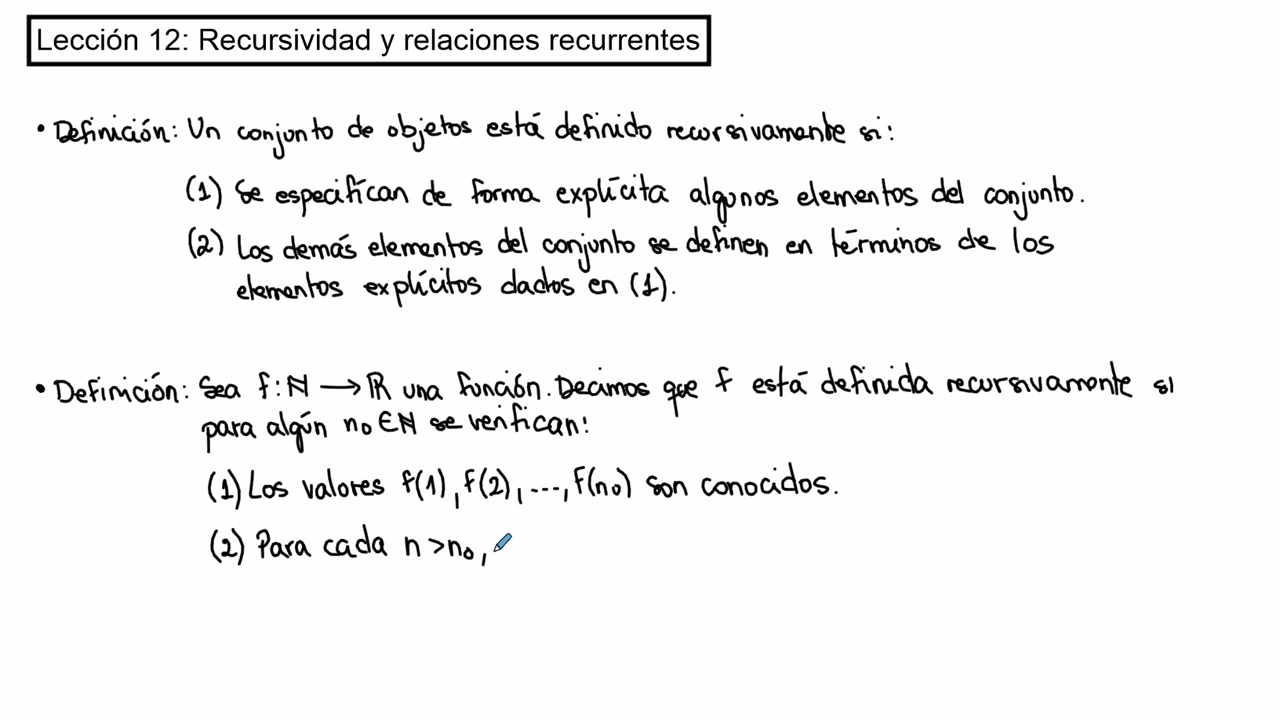 Lección 12: Recursividad y relaciones recurrentes
• Definición: Un conjunto de objetos está definido recursivamente si:
(1) Se especifícan de forma explícita algunos elementos del conjunto.
(2) Los demás elementos del conjunto se definen en términos de los
elementos explícitos dados en (1).
• Definición: Sea f: ℕ → ℝ una función. Decimos que f está definida recursivamente si
para algún n₀ ∈ ℕ se verifican:
(1) Los valores f(1), f(2), ..., f(n₀) son conocidos.
(2) Para cada n > n₀,